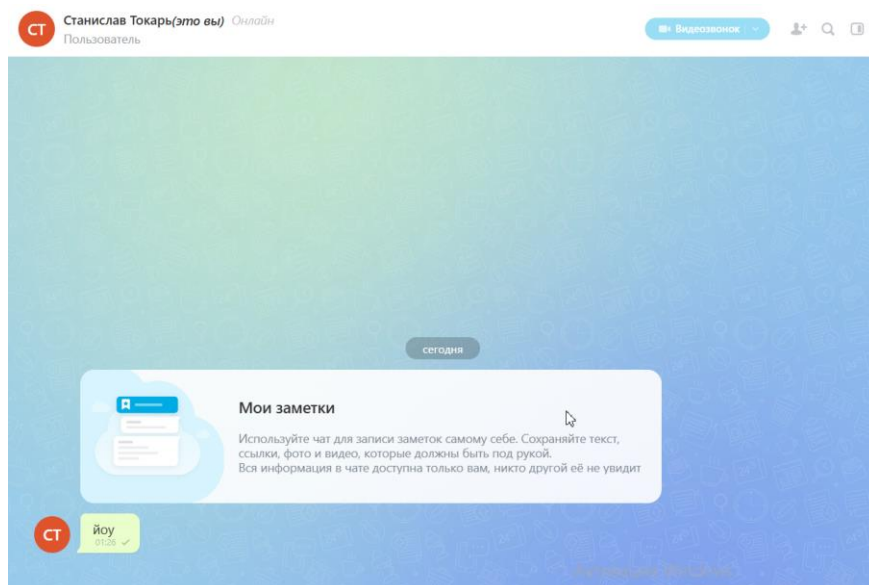 СТ
Станислав Токарь(это вы) Онлайн
Пользователь
Видеозвонок
сегодня
Мои заметки
Используйте чат для записи заметок самому себе. Сохраняйте текст,
ссылки, фото и видео, которые должны быть под рукой.
Вся информация в чате доступна только вам, никто другой её не увидит
СТ
йоу
01:26